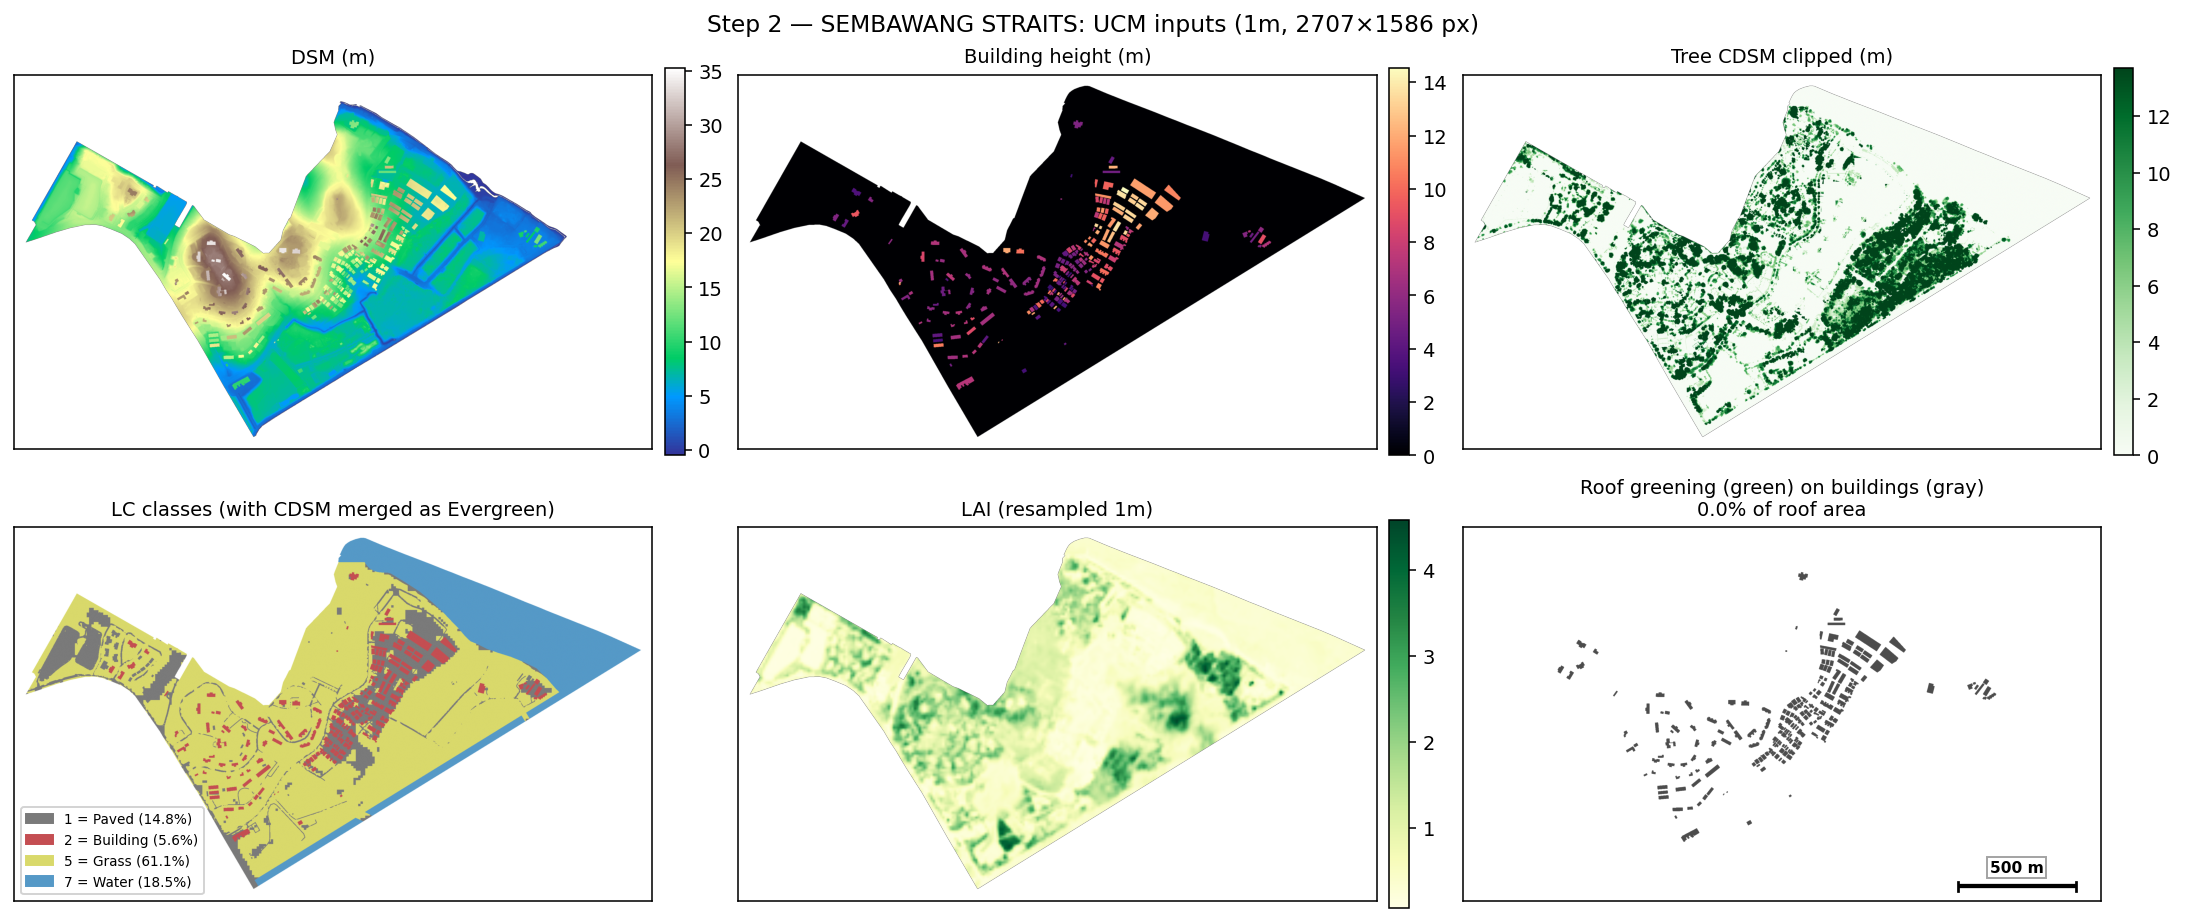 Step 2 — SEMBAWANG STRAITS: UCM inputs (1m, 2707×1586 px)
DSM (m)
35
30
25
20
15
10
5
0
Building height (m)
14
12
10
8
6
4
2
0
Tree CDSM clipped (m)
12
10
8
6
4
2
0
LC classes (with CDSM merged as Evergreen)
1 = Paved (14.8%)
2 = Building (5.6%)
5 = Grass (61.1%)
7 = Water (18.5%)
LAI (resampled 1m)
4
3
2
1
Roof greening (green) on buildings (gray)
0.0% of roof area
500 m